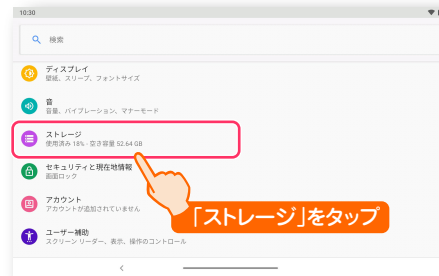 10:30
検索
ディスプレイ
壁紙、スリープ、フォントサイズ
音
音量、バイブレーション、マナーモード
ストレージ
使用済み 18% - 空き容量 52.64 GB
セキュリティと現在地情報
画面ロック
アカウント
アカウントが追加されていません
「ストレージ」をタップ
ユーザー補助
スクリーン リーダー、表示、操作のコントロール